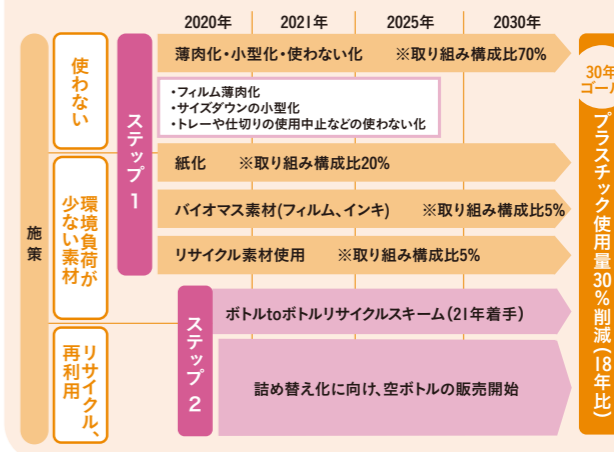 2020年 2021年 2025年 2030年
施策
使わない
環境負荷が
少ない素材
リサイクル、
再利用
ステップ1
薄肉化・小型化・使わない化 ※取り組み構成比70%
・フィルム薄肉化
・サイズダウンの小型化
・トレーや仕切りの使用中止などの使わない化
紙化 ※取り組み構成比20%
バイオマス素材(フィルム、インキ) ※取り組み構成比5%
リサイクル素材使用 ※取り組み構成比5%
ステップ2
ボトルtoボトルリサイクルスキーム(21年着手)
詰め替え化に向け、空ボトルの販売開始
30年
ゴール
プラスチック使用量30%削減(18年比)